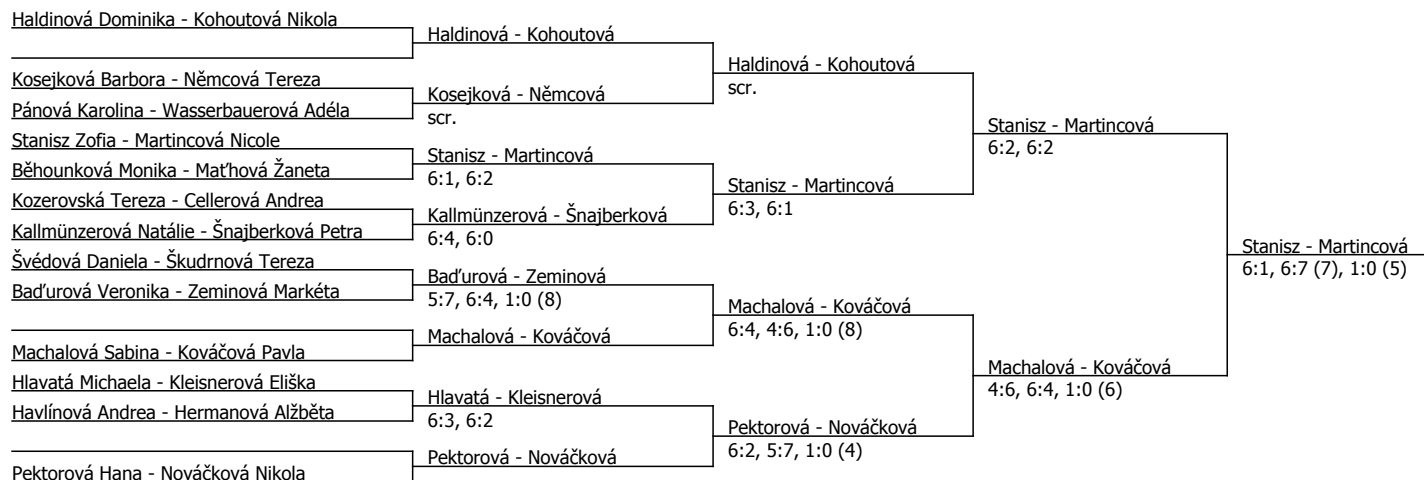 Haldinová Dominika - Kohoutová Nikola
Kosejková Barbora - Němcová Tereza
Pánová Karolina - Wasserbauerová Adéla
Stanisz Zofia - Martincová Nicole
Běhounková Monika - Maťhová Žaneta
Kozerovská Tereza - Cellerová Andrea
Kallmünzerová Natálie - Šnajberková Petra
Švédová Daniela - Škudrnová Tereza
Baďurová Veronika - Zeminová Markéta
Machalová Sabina - Kováčová Pavla
Hlavatá Michaela - Kleisnerová Eliška
Havlínová Andrea - Hermanová Alžběta
Pektorová Hana - Nováčková Nikola
Haldinová - Kohoutová
Kosejková - Němcová
scr.
Stanisz - Martincová
6:1, 6:2
Kallmünzerová - Šnajberková
6:4, 6:0
Baďurová - Zeminová
5:7, 6:4, 1:0 (8)
Machalová - Kováčová
Hlavatá - Kleisnerová
6:3, 6:2
Pektorová - Nováčková
Haldinová - Kohoutová
scr.
Stanisz - Martincová
6:3, 6:1
Machalová - Kováčová
6:4, 4:6, 1:0 (8)
Pektorová - Nováčková
6:2, 5:7, 1:0 (4)
Stanisz - Martincová
6:2, 6:2
Machalová - Kováčová
4:6, 6:4, 1:0 (6)
Stanisz - Martincová
6:1, 6:7 (7), 1:0 (5)